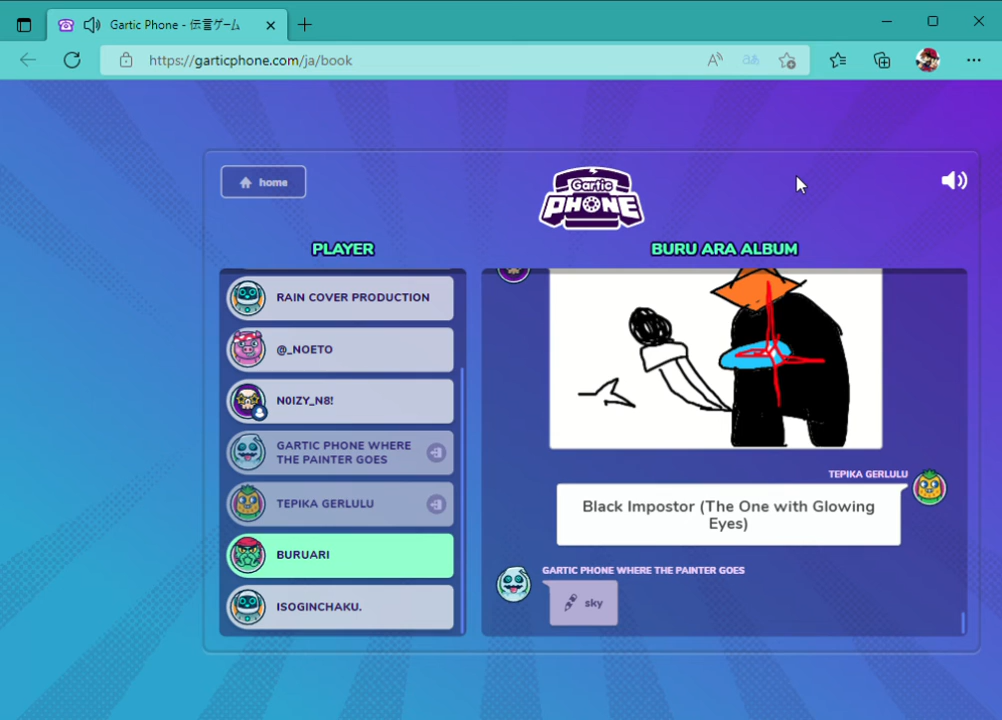 Gartic Phone - 伝言ゲーム
https://garticphone.com/ja/book
home
Gartic
PHONE
PLAYER
BURU ARA ALBUM
RAIN COVER PRODUCTION
@_NOETO
N0IZY_N8!
GARTIC PHONE WHERE
THE PAINTER GOES
TEPIKA GERLULU
BURUARI
ISOGINCHAKU.
TEPIKA GERLULU
Black Impostor (The One with Glowing
Eyes)
GARTIC PHONE WHERE THE PAINTER GOES
sky